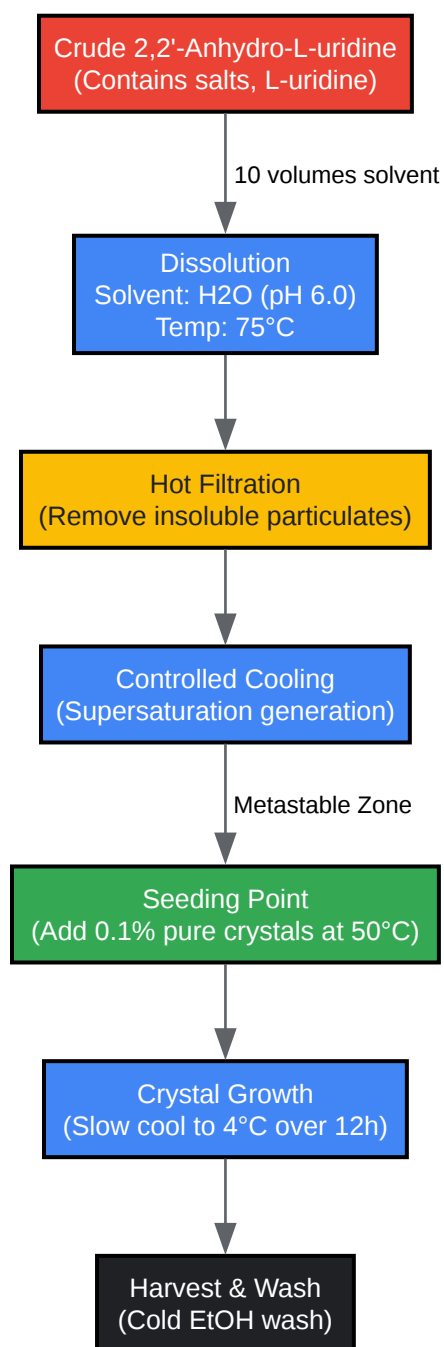 Crude 2,2'-Anhydro-L-uridine
(Contains salts, L-uridine)
10 volumes solvent
Dissolution
Solvent: H2O (pH 6.0)
Temp: 75°C
Hot Filtration
(Remove insoluble particulates)
Controlled Cooling
(Supersaturation generation)
Metastable Zone
Seeding Point
(Add 0.1% pure crystals at 50°C)
Crystal Growth
(Slow cool to 4°C over 12h)
Harvest & Wash
(Cold EtOH wash)